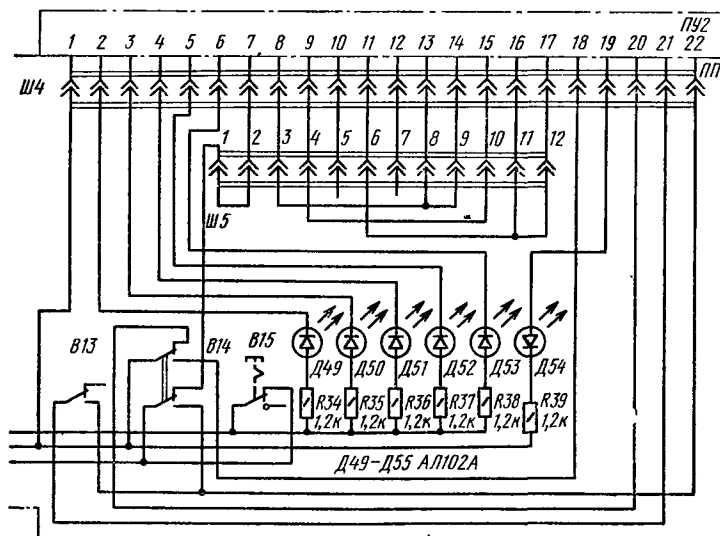 ПУ2
1 2 3 4 5 6 7 8 9 10 11 12 13 14 15 16 17 18 19 20 21 22
ПП
Ш4
1 2 3 4 5 6 7 8 9 10 11 12
Ш5
В13 В14 В15
Д49 Д50 Д51 Д52 Д53 Д54
R34 R35 R36 R37 R38 R39
1,2к 1,2к 1,2к 1,2к 1,2к 1,2к
Д49-Д55 АЛ102А